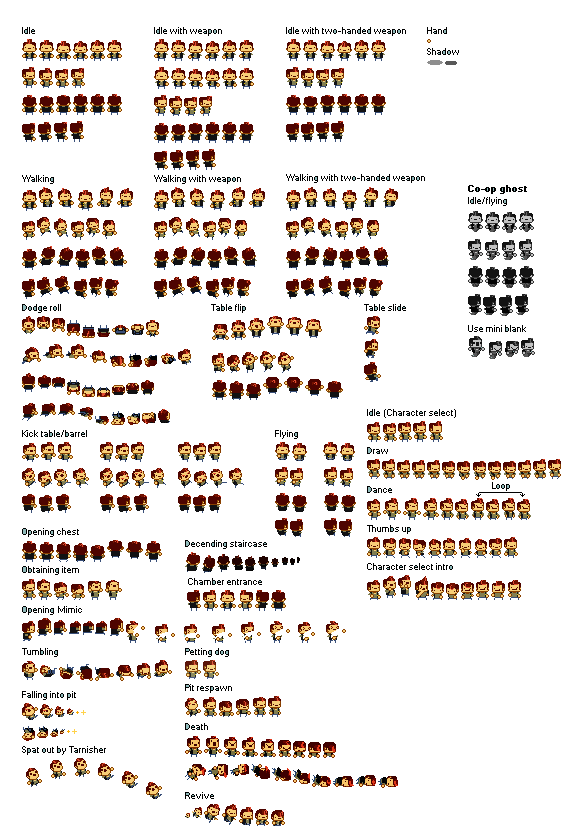 Idle
Idle with weapon
Idle with two-handed weapon
Hand
Shadow
Walking
Walking with weapon
Walking with two-handed weapon
Co-op ghost
Idle/flying
Use mini blank
Dodge roll
Table flip
Table slide
Idle (Character select)
Kick table/barrel
Flying
Draw
Dance
Loop
Thumbs up
Opening chest
Decending staircase
Obtaining item
Chamber entrance
Character select intro
Opening Mimic
Tumbling
Petting dog
Falling into pit
Pit respawn
Spat out by Tarnisher
Death
Revive